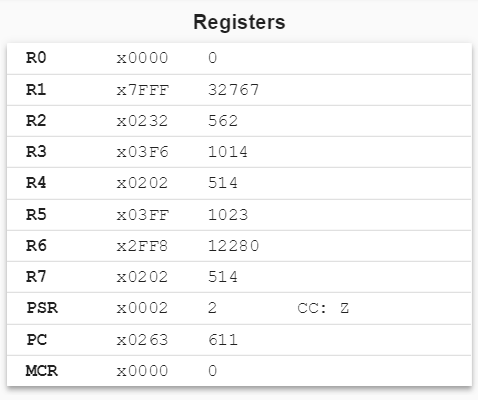 Registers
R0 x0000 0
R1 x7FFF 32767
R2 x0232 562
R3 x03F6 1014
R4 x0202 514
R5 x03FF 1023
R6 x2FF8 12280
R7 x0202 514
PSR x0002 2 CC: Z
PC x0263 611
MCR x0000 0